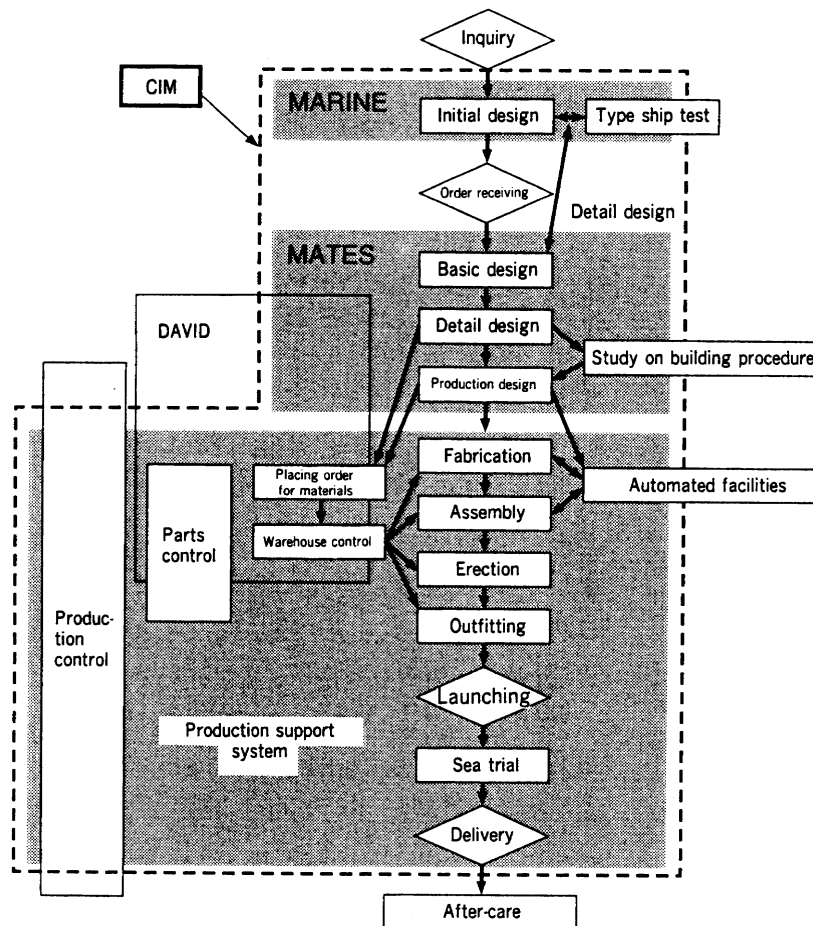 Inquiry
CIM
MARINE
Initial design
Type ship test
Order receiving
Detail design
MATES
Basic design
DAVID
Detail design
Study on building procedure
Production design
Fabrication
Placing order
for materials
Automated facilities
Assembly
Parts
control
Warehouse control
Erection
Produc-
tion
control
Outfitting
Launching
Production support
system
Sea trial
Delivery
After-care